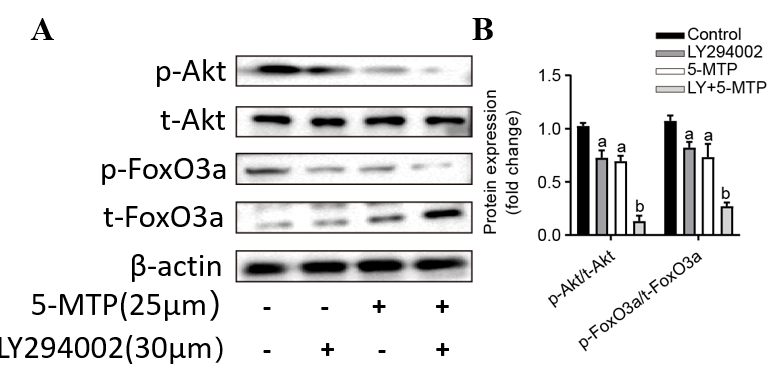 A
p-Akt
t-Akt
p-FoxO3a
t-FoxO3a
β-actin
5-MTP(25μm) - - + +
LY294002(30μm) - + - +
B
Control
LY294002
5-MTP
LY+5-MTP
Protein expression
(fold change)
1.5
1.0
0.5
0.0
a a b
a a b
p-Akt/t-Akt
p-FoxO3a/t-FoxO3a